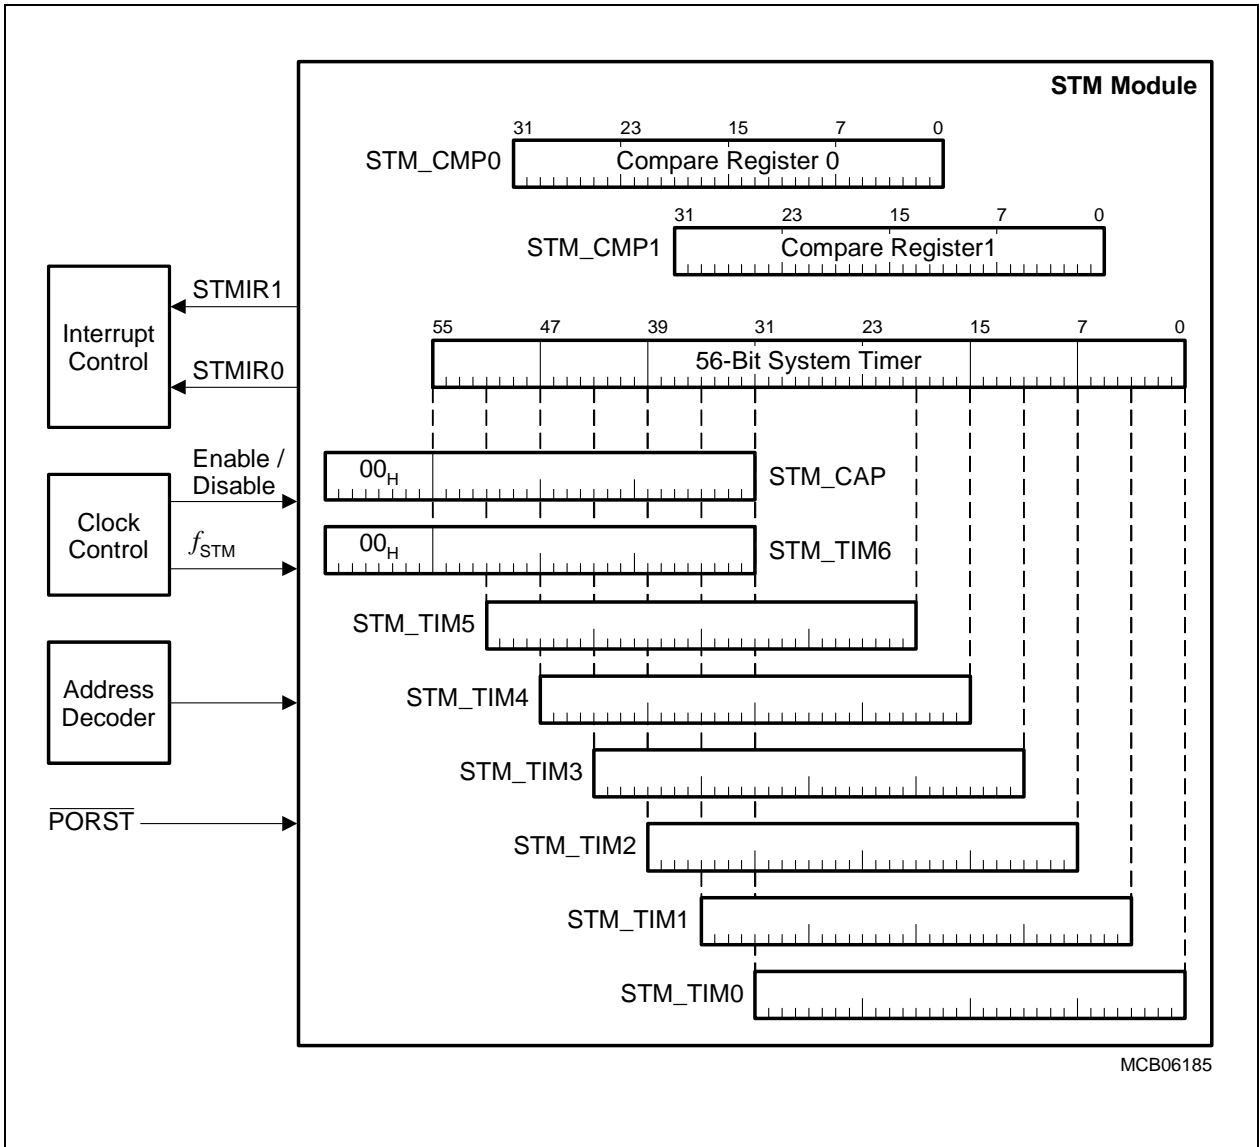 STM Module
31 23 15 7 0
STM_CMP0 Compare Register 0
31 23 15 7 0
STM_CMP1 Compare Register1
Interrupt
Control
STMIR1
STMIR0
55 47 39 31 23 15 7 0
56-Bit System Timer
Clock
Control
Enable /
Disable
fSTM
00H STM_CAP
00H STM_TIM6
STM_TIM5
Address
Decoder
STM_TIM4
STM_TIM3
PORST
STM_TIM2
STM_TIM1
STM_TIM0
MCB06185